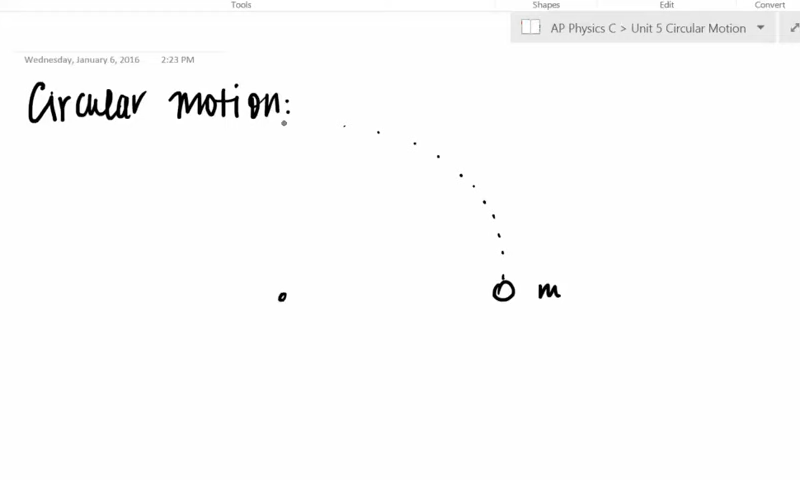 Tools Shapes Edit Convert
AP Physics C > Unit 5 Circular Motion
Wednesday, January 6, 2016 2:23 PM
Circular motion:
m